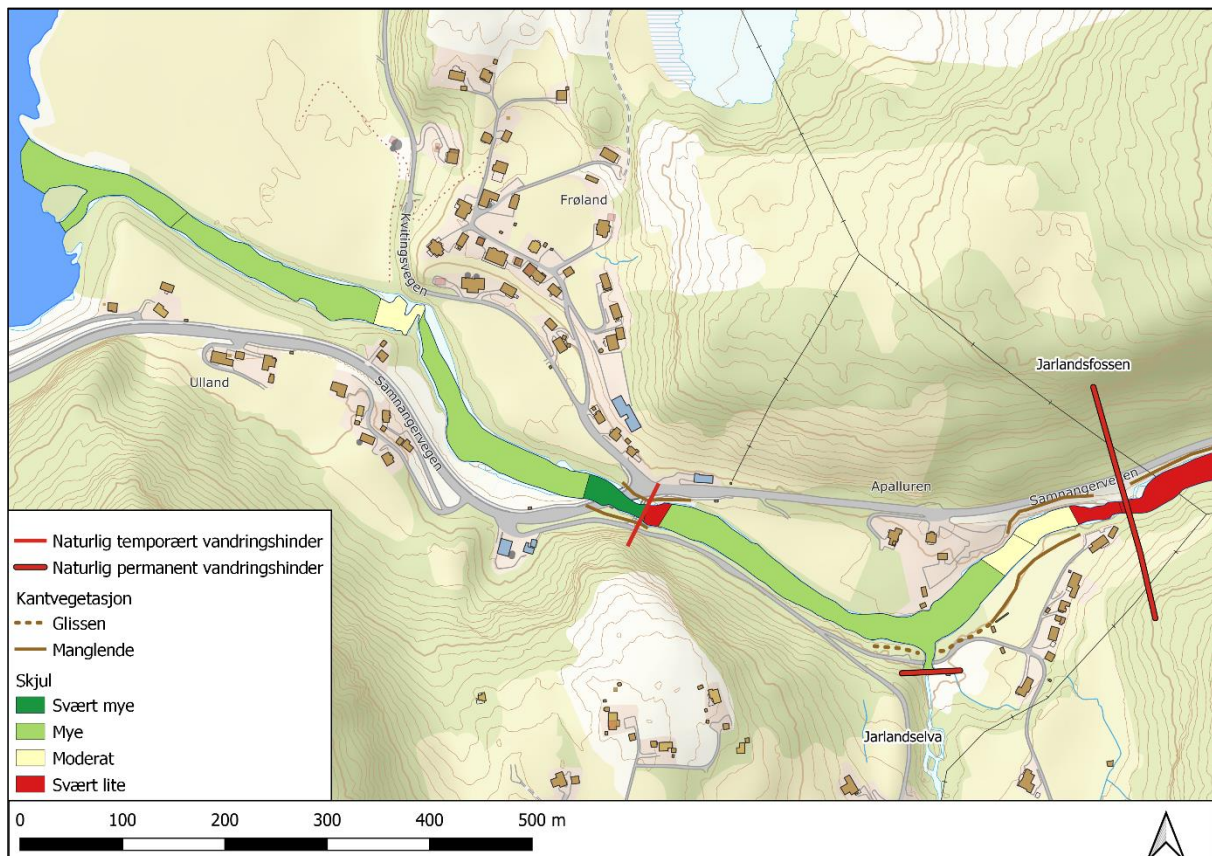 Frøland
Kvitingsvegen
Jarlandsfossen
Ulland
Samnangervegen
Apalluren
Samnangervegen
Jarlandselva
Naturlig temporært vandringshinder
Naturlig permanent vandringshinder
Kantvegetasjon
Glissen
Manglende
Skjul
Svært mye
Mye
Moderat
Svært lite
0 100 200 300 400 500 m